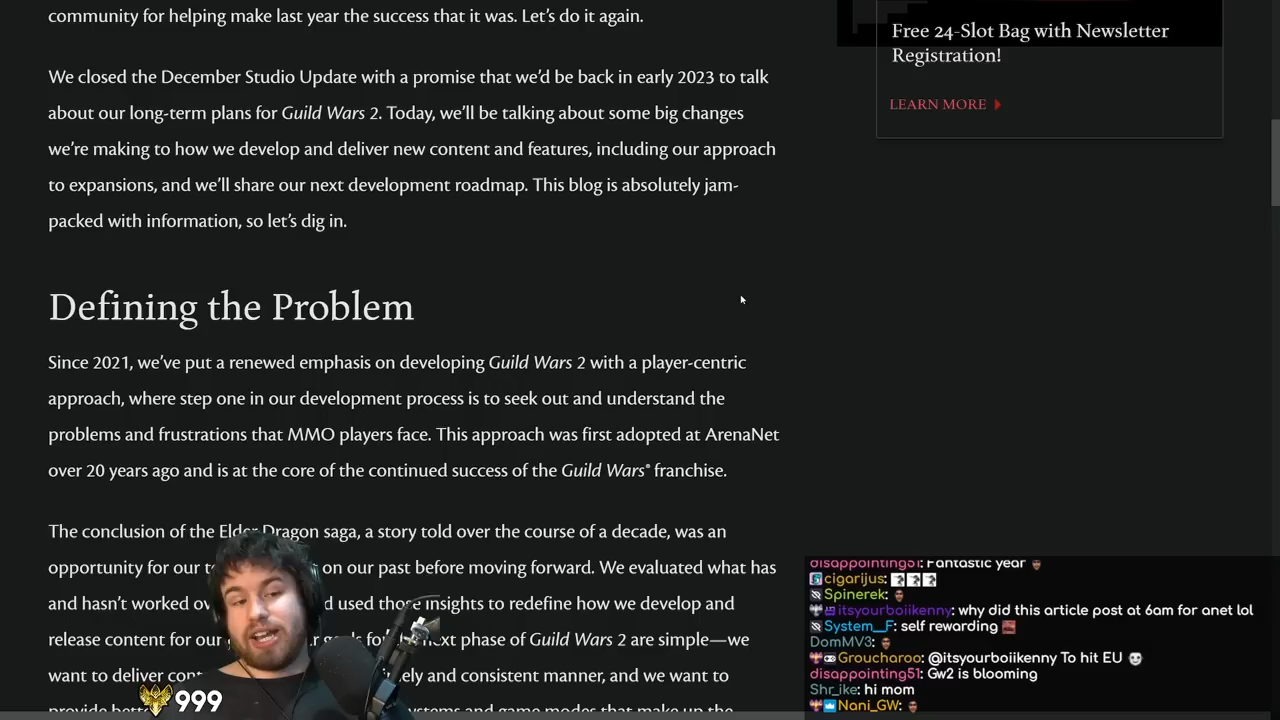 community for helping make last year the success that it was. Let's do it again.
We closed the December Studio Update with a promise that we'd be back in early 2023 to talk
about our long-term plans for Guild Wars 2. Today, we'll be talking about some big changes
we're making to how we develop and deliver new content and features, including our approach
to expansions, and we'll share our next development roadmap. This blog is absolutely jam-
packed with information, so let's dig in.
Defining the Problem
Since 2021, we've put a renewed emphasis on developing Guild Wars 2 with a player-centric
approach, where step one in our development process is to seek out and understand the
problems and frustrations that MMO players face. This approach was first adopted at ArenaNet
over 20 years ago and is at the core of the continued success of the Guild Wars® franchise.
The conclusion of the Elder Dragon saga, a story told over the course of a decade, was an
opportunity for our on our past before moving forward. We evaluated what has
and hasn't worked used those insights to redefine how we develop and
release content for our next phase of Guild Wars 2 are simple—we
want to deliver and consistent manner, and we want to
provide systems and game modes that make up the
999
Free 24-Slot Bag with Newsletter
Registration!
LEARN MORE
disappointing51: Fantastic year
cigarijus:
Spinerek:
itsyourboiikenny: why did this article post at 6am for anet lol
System__F: self rewarding
DomMV3:
Groucharoo: @itsyourboiikenny To hit EU
disappointing51: Gw2 is blooming
Shr_ike: hi mom
Nani_GW: